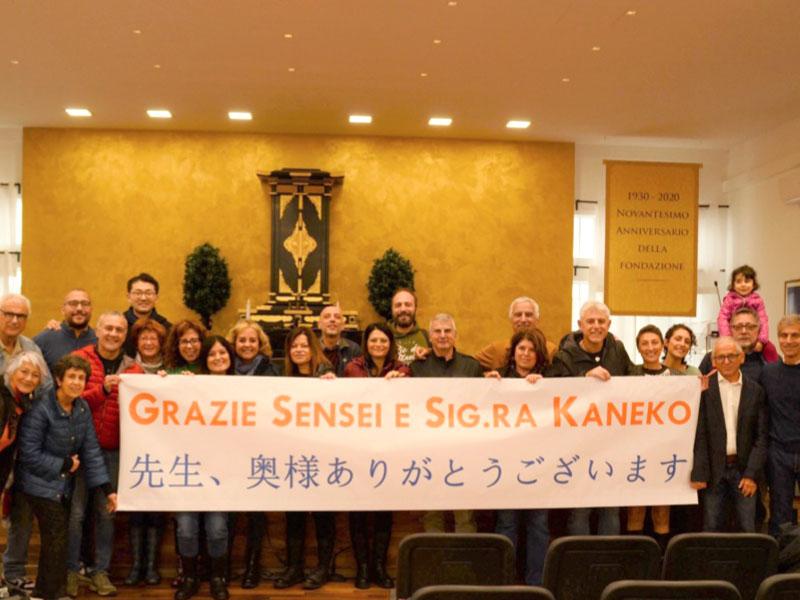 1930 - 2020
NOVANTESIMO
ANNIVERSARIO
DELLA
FONDAZIONE
GRAZIE SENSEI E SIG.RA KANEKO
先生、奥様ありがとうございます